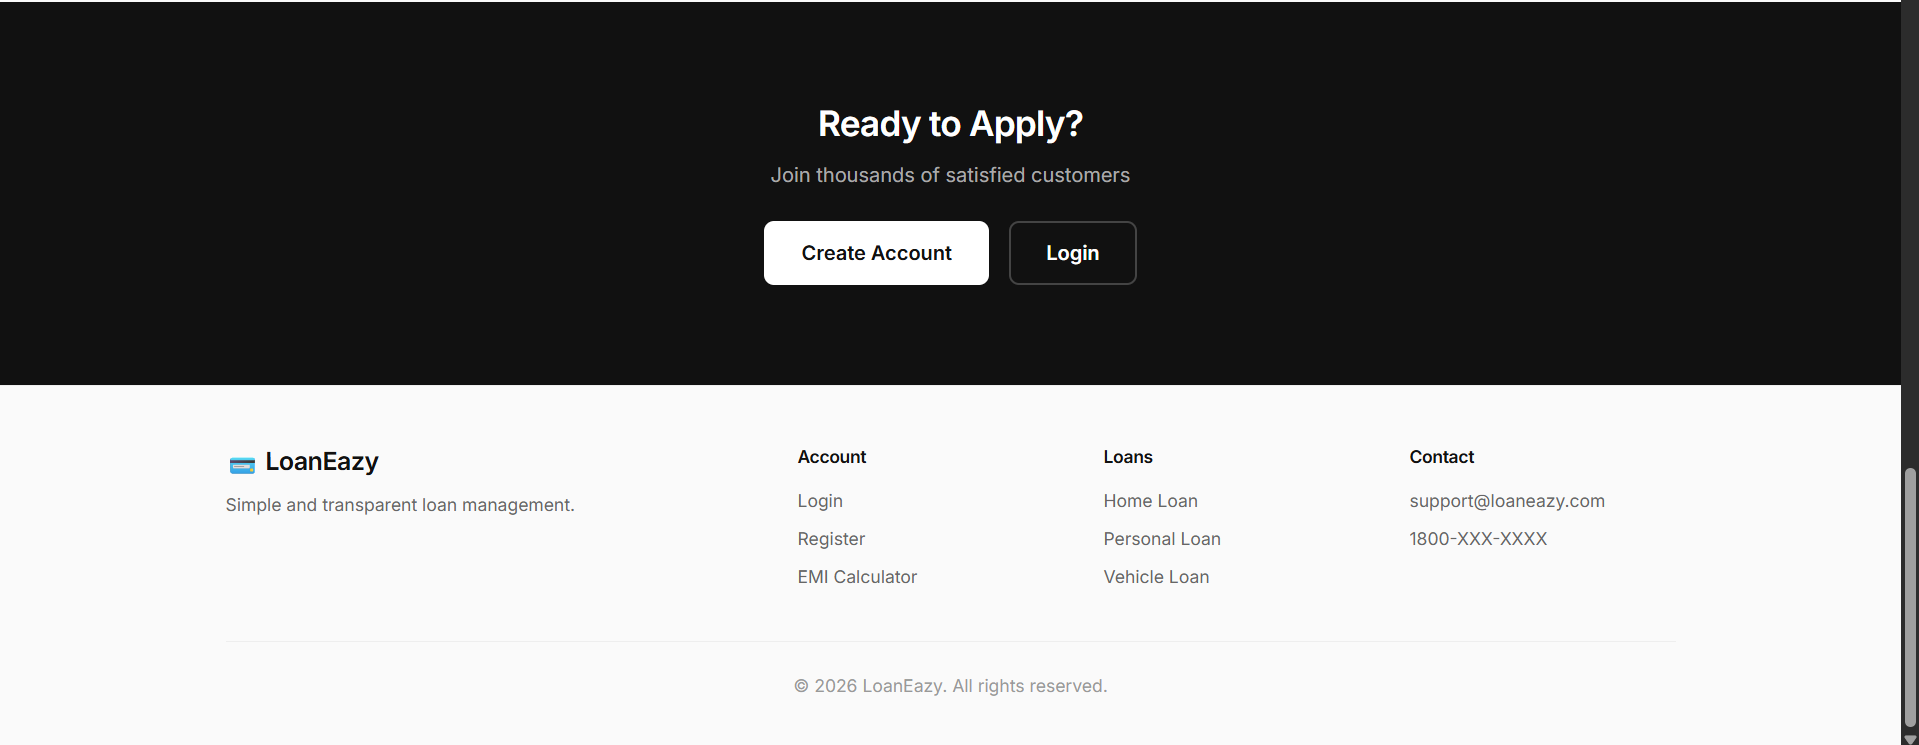 Ready to Apply?
Join thousands of satisfied customers
Create Account
Login
LoanEazy
Simple and transparent loan management.
Account
Login
Register
EMI Calculator
Loans
Home Loan
Personal Loan
Vehicle Loan
Contact
support@loaneazy.com
1800-XXX-XXXX
© 2026 LoanEazy. All rights reserved.